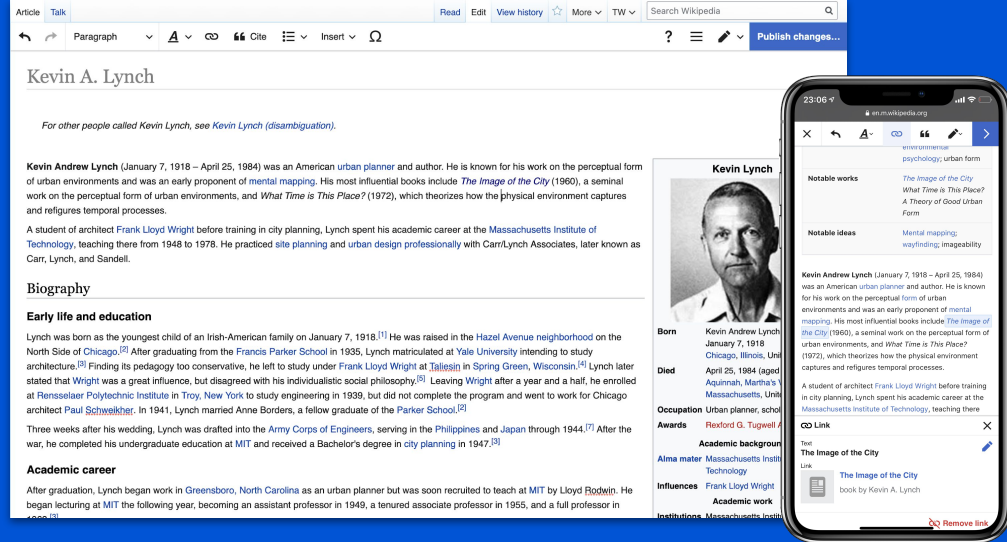 Article Talk Read Edit View history More TW Search Wikipedia
Paragraph A Cite Insert Ω ? Publish changes...
Kevin A. Lynch
For other people called Kevin Lynch, see Kevin Lynch (disambiguation).
Kevin Andrew Lynch (January 7, 1918 – April 25, 1984) was an American urban planner and author. He is known for his work on the perceptual form
of urban environments and was an early proponent of mental mapping. His most influential books include The Image of the City (1960), a seminal
work on the perceptual form of urban environments, and What Time is This Place? (1972), which theorizes how the physical environment captures
and refigures temporal processes.
A student of architect Frank Lloyd Wright before training in city planning, Lynch spent his academic career at the Massachusetts Institute of
Technology, teaching there from 1948 to 1978. He practiced site planning and urban design professionally with Carr/Lynch Associates, later known as
Carr, Lynch, and Sandell.
Biography
Early life and education
Lynch was born as the youngest child of an Irish-American family on January 7, 1918.[1] He was raised in the Hazel Avenue neighborhood on the
North Side of Chicago.[2] After graduating from the Francis Parker School in 1935, Lynch matriculated at Yale University intending to study
architecture.[3] Finding its pedagogy too conservative, he left to study under Frank Lloyd Wright at Taliesin in Spring Green, Wisconsin.[4] Lynch later
stated that Wright was a great influence, but disagreed with his individualistic social philosophy.[5] Leaving Wright after a year and a half, he enrolled
at Rensselaer Polytechnic Institute in Troy, New York to study engineering in 1939, but did not complete the program and went to work for Chicago
architect Paul Schweikher. In 1941, Lynch married Anne Borders, a fellow graduate of the Parker School.[2]
Three weeks after his wedding, Lynch was drafted into the Army Corps of Engineers, serving in the Philippines and Japan through 1944.[7] After the
war, he completed his undergraduate education at MIT and received a Bachelor's degree in city planning in 1947.[3]
Academic career
After graduation, Lynch began work in Greensboro, North Carolina as an urban planner but was soon recruited to teach at MIT by Lloyd Rodwin. He
began lecturing at MIT the following year, becoming an assistant professor in 1949, a tenured associate professor in 1955, and a full professor in
Kevin Lynch
Born Kevin Andrew Lynch
January 7, 1918
Chicago, Illinois,
Died April 25, 1984 (aged
Aquinnah, Martha's
Massachusetts,
Occupation Urban planner,
Awards Rexford G. Tugwell
Academic
Alma mater Massachusetts
Technology
Influences Frank Lloyd Wright
Academic work
Institutions Massachusetts
23:06
en.m.wikipedia.org
A
environmental
psychology; urban form
Notable works The Image of the City
What Time is This Place?
A Theory of Good Urban
Form
Notable ideas Mental mapping;
wayfinding; imageability
Kevin Andrew Lynch (January 7, 1918 – April 25, 1984)
was an American urban planner and author. He is known
for his work on the perceptual form of urban
environments and was an early proponent of mental
mapping. His most influential books include The Image of
the City (1960), a seminal work on the perceptual form of
urban environments, and What Time is This Place?
(1972), which theorizes how the physical environment
captures and refigures temporal processes.
A student of architect Frank Lloyd Wright before training
in city planning, Lynch spent his academic career at the
Massachusetts Institute of Technology, teaching there
Link
Text
The Image of the City
Link
The Image of the City
book by Kevin A. Lynch
Remove link